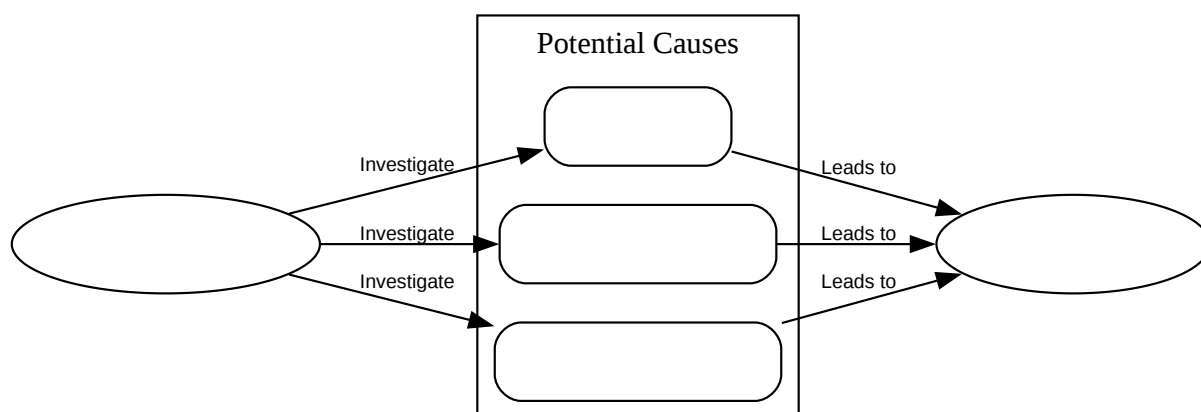 Potential Causes
Investigate
Leads to
Investigate
Leads to
Investigate
Leads to